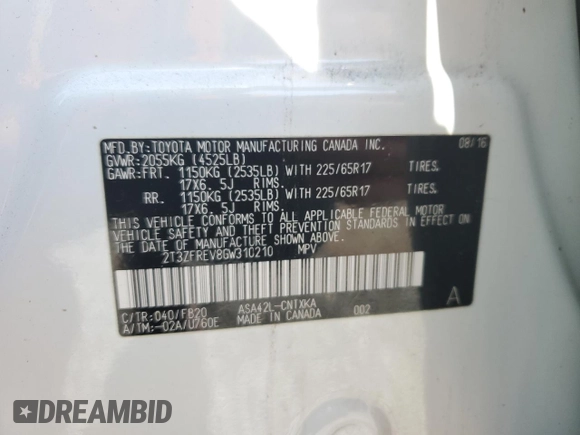 MFD.BY:TOYOTA MOTOR MANUFACTURING CANADA INC. 08/16
GVWR:2055KG (4525LB)
GAWR:FRT. 1150KG (2535LB) WITH 225/65R17 TIRES.
17X6. 5J RIMS.
RR. 1150KG (2535LB) WITH 225/65R17 TIRES.
17X6. 5J RIMS.
THIS VEHICLE CONFORMS TO ALL APPLICABLE FEDERAL MOTOR
VEHICLE SAFETY AND THEFT PREVENTION STANDARDS IN EFFECT ON
THE DATE OF MANUFACTURE SHOWN ABOVE.
2T3ZFREV8GW310210 MPV
C/TR:040/FB20 ASA42L-CNTXKA 002 A
A/TM:-02A/U760E MADE IN CANADA
DREAMBID